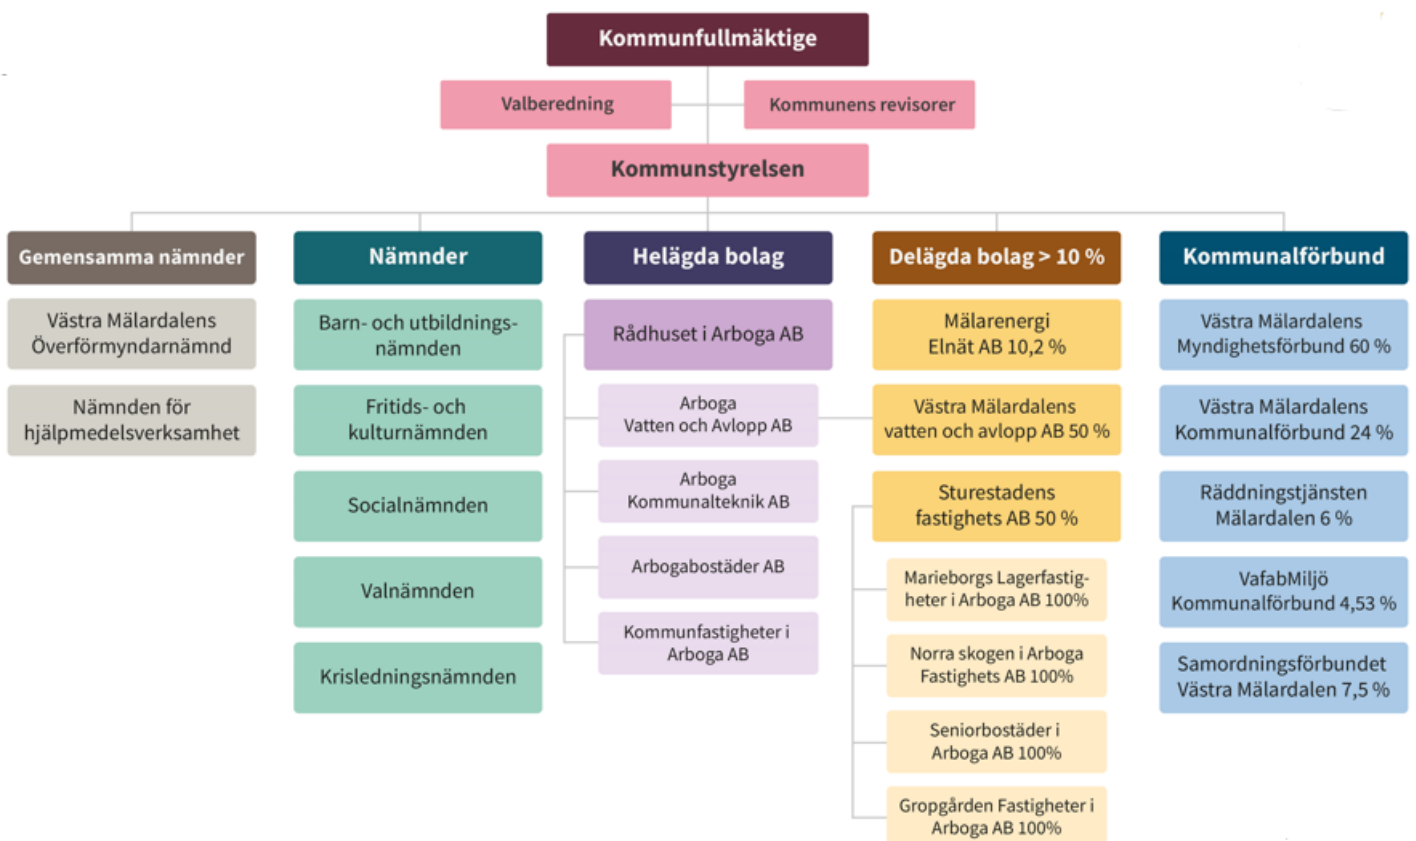 Kommunfullmäktige
Valberedning
Kommunens revisorer
Kommunstyrelsen
Gemensamma nämnder
Västra Mälardalens
Överförmyndarnämnd
Nämnden för
hjälpmedelsverksamhet
Nämnder
Barn- och utbildnings-
nämnden
Fritids- och
kulturnämnden
Socialnämnden
Valnämnden
Krisledningsnämnden
Helägda bolag
Rådhuset i Arboga AB
Arboga
Vatten och Avlopp AB
Arboga
Kommunalteknik AB
Arbogabostäder AB
Kommunfastigheter i
Arboga AB
Delägda bolag > 10 %
Mälarenergi
Elnät AB 10,2 %
Västra Mälardalens
vatten och avlopp AB 50 %
Sturestadens
fastighets AB 50 %
Marieborgs Lagerfastig-
heter i Arboga AB 100%
Norra skogen i Arboga
Fastighets AB 100%
Seniorbostäder i
Arboga AB 100%
Gropgården Fastigheter i
Arboga AB 100%
Kommunalförbund
Västra Mälardalens
Myndighetsförbund 60 %
Västra Mälardalens
Kommunalförbund 24 %
Räddningstjänsten
Mälardalen 6 %
VafabMiljö
Kommunalförbund 4,53 %
Samordningsförbundet
Västra Mälardalen 7,5 %